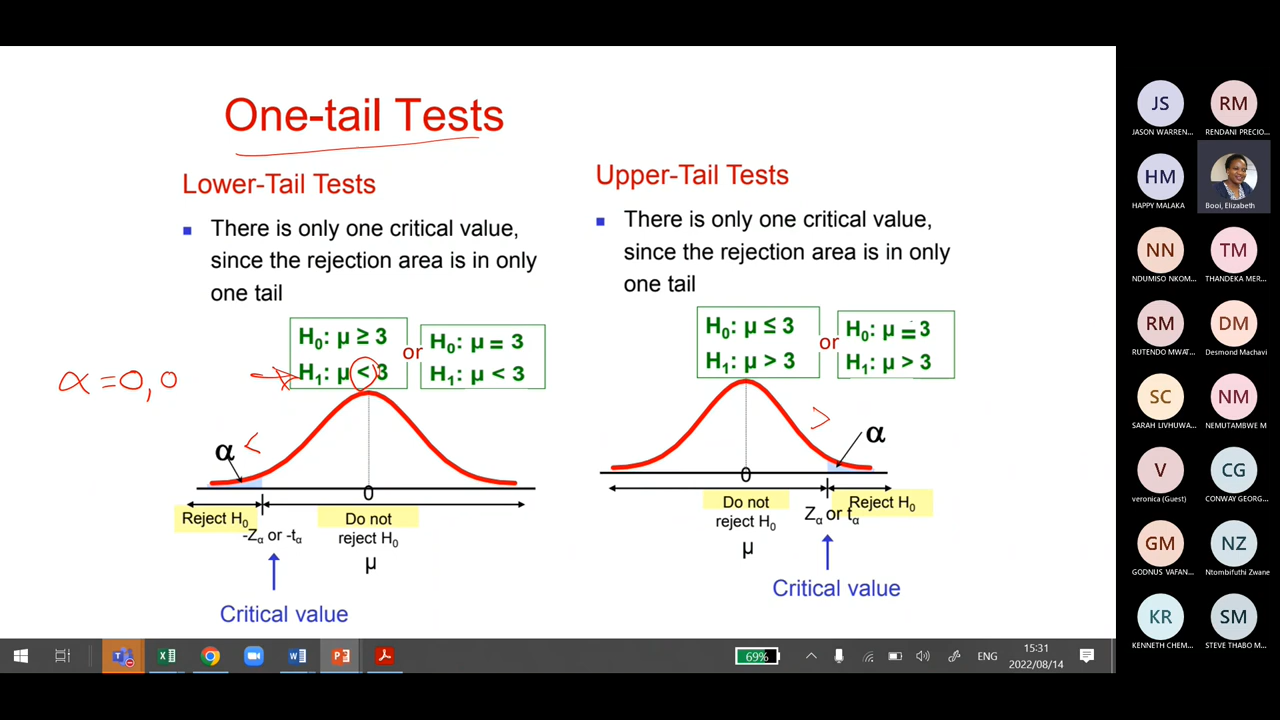 One-tail Tests
Lower-Tail Tests
There is only one critical value,
since the rejection area is in only
one tail
H₀: µ ≥ 3
H₁: µ < 3
or
H₀: µ = 3
H₁: µ < 3
α = 0,0
<
α
0
Reject H₀
-Zα or -tα
Do not
reject H₀
µ
Critical value
Upper-Tail Tests
There is only one critical value,
since the rejection area is in only
one tail
H₀: µ ≤ 3
H₁: µ > 3
or
H₀: µ = 3
H₁: µ > 3
>
α
0
Do not
reject H₀
Zα or tα
Reject H₀
µ
Critical value
JS
JASON WARREN...
RM
RENDANI PRECIO...
HM
HAPPY MALAKA
Booi, Elizabeth
NN
NDUMISO NKOM...
TM
THANDEKA MER...
RM
RUTENDO MWAT...
DM
Desmond Machavi
SC
SARAH LIVHUWA...
NM
NEMUTAMBWE M
V
veronica (Guest)
CG
CONWAY GEORG...
GM
GODNUS VAFAN...
NZ
Ntombifuthi Zwane
KR
KENNETH CHEM...
SM
STEVE THABO M...
69%
ENG
15:31
2022/08/14